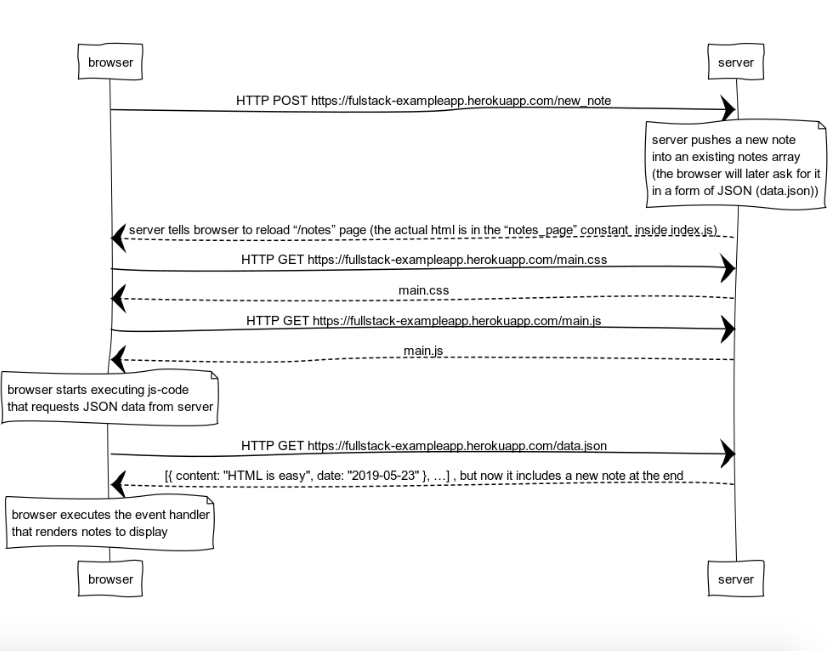 browser
server
HTTP POST https://fulstack-exampleapp.herokuapp.com/new_note
server pushes a new note
into an existing notes array
(the browser will later ask for it
in a form of JSON (data.json))
server tells browser to reload “/notes” page (the actual html is in the “notes_page” constant inside index.js)
HTTP GET https://fullstack-exampleapp.herokuapp.com/main.css
main.css
HTTP GET https://fullstack-exampleapp.herokuapp.com/main.js
main.js
browser starts executing js-code
that requests JSON data from server
HTTP GET https://fullstack-exampleapp.herokuapp.com/data.json
[{ content: "HTML is easy", date: "2019-05-23" }, ...] , but now it includes a new note at the end
browser executes the event handler
that renders notes to display
browser
server